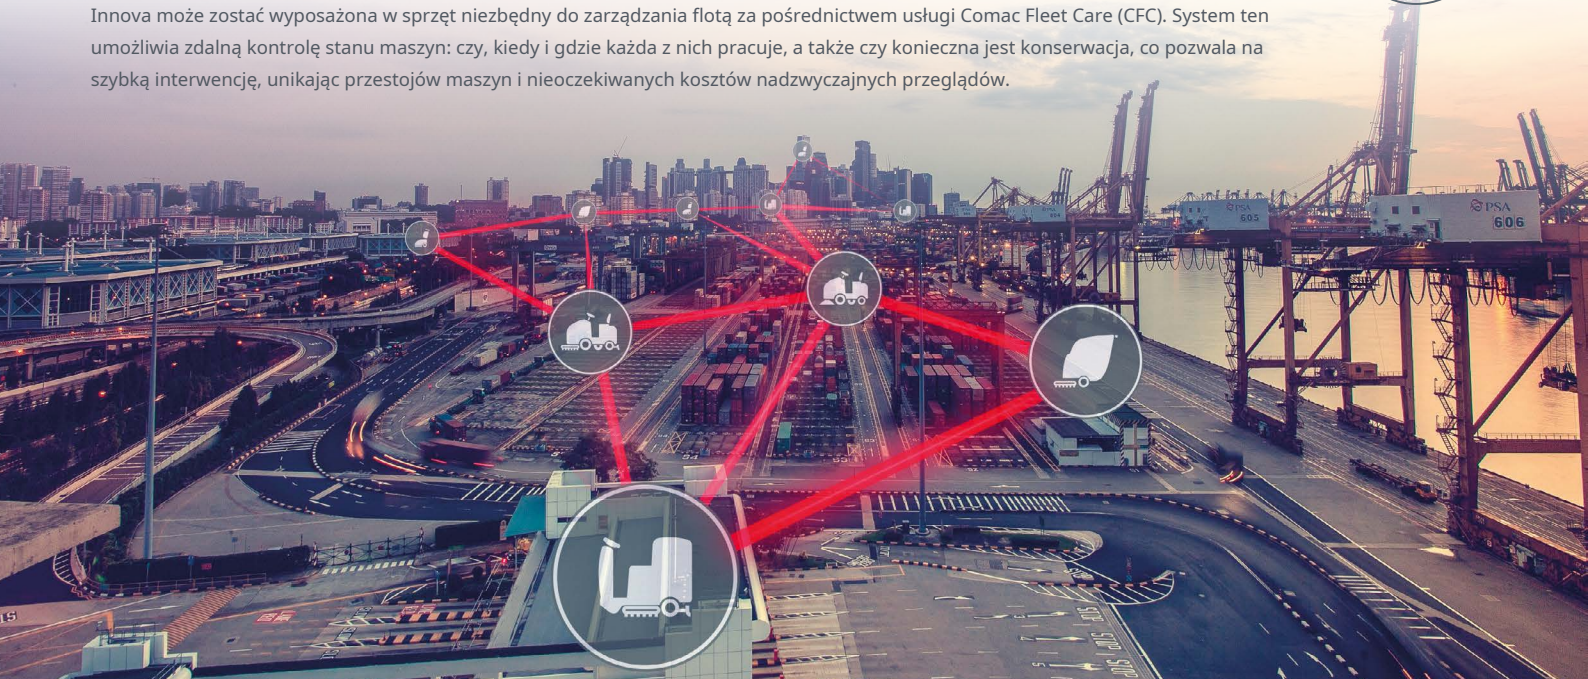 Innova może zostać wyposażona w sprzęt niezbędny do zarządzania flotą za pośrednictwem usługi Comac Fleet Care (CFC). System ten
umożliwia zdalną kontrolę stanu maszyn: czy, kiedy i gdzie każda z nich pracuje, a także czy konieczna jest konserwacja, co pozwala na
szybką interwencję, unikając przestojów maszyn i nieoczekiwanych kosztów nadzwyczajnych przeglądów.
PSA
605
PSA
606